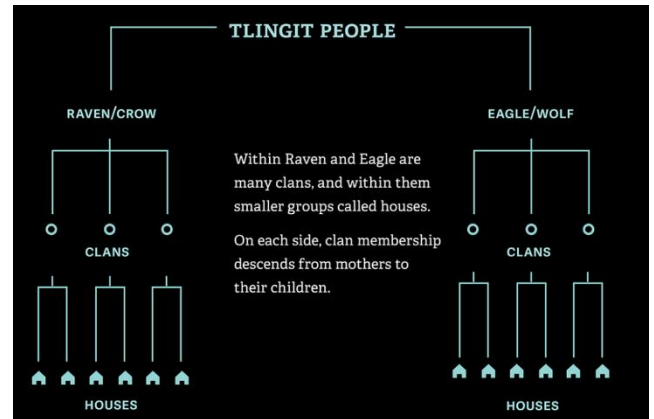 TLINGIT PEOPLE
RAVEN/CROW
EAGLE/WOLF
Within Raven and Eagle are
many clans, and within them
smaller groups called houses.
On each side, clan membership
descends from mothers to
their children.
CLANS
CLANS
HOUSES
HOUSES